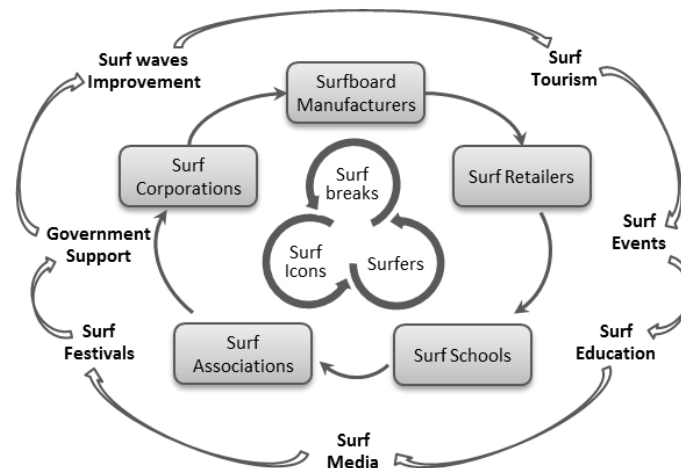 Surf waves
Improvement
Surf
Tourism
Surfboard
Manufacturers
Surf
Corporations
Surf
breaks
Surf Retailers
Government
Support
Surf
Icons
Surfers
Surf
Events
Surf
Festivals
Surf
Associations
Surf Schools
Surf
Education
Surf
Media